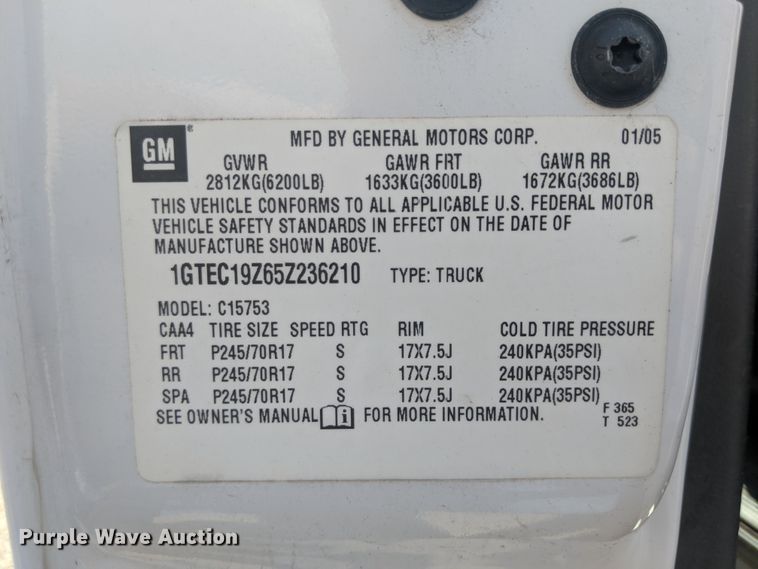 GM ® MFD BY GENERAL MOTORS CORP. 01/05
GVWR GAWR FRT GAWR RR
2812KG(6200LB) 1633KG(3600LB) 1672KG(3686LB)
THIS VEHICLE CONFORMS TO ALL APPLICABLE U.S. FEDERAL MOTOR
VEHICLE SAFETY STANDARDS IN EFFECT ON THE DATE OF
MANUFACTURE SHOWN ABOVE.
1GTEC19Z65Z236210 TYPE: TRUCK
MODEL: C15753
CAA4 TIRE SIZE SPEED RTG RIM COLD TIRE PRESSURE
FRT P245/70R17 S 17X7.5J 240KPA(35PSI)
RR P245/70R17 S 17X7.5J 240KPA(35PSI)
SPA P245/70R17 S 17X7.5J 240KPA(35PSI)
SEE OWNER'S MANUAL i FOR MORE INFORMATION. F 365
T 523
Purple Wave Auction